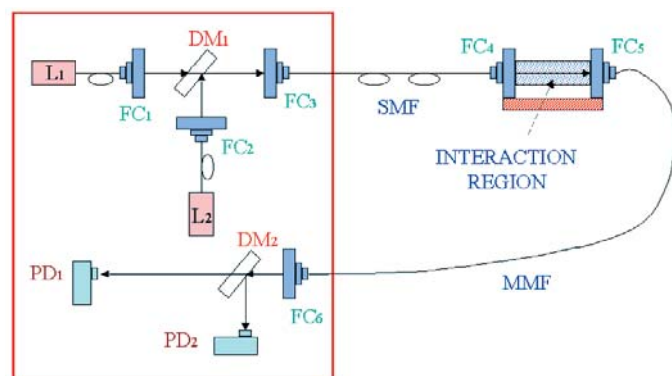 L1
FC1
DM1
FC3
FC2
L2
SMF
FC4
FC5
INTERACTION
REGION
MMF
DM2
PD1
FC6
PD2